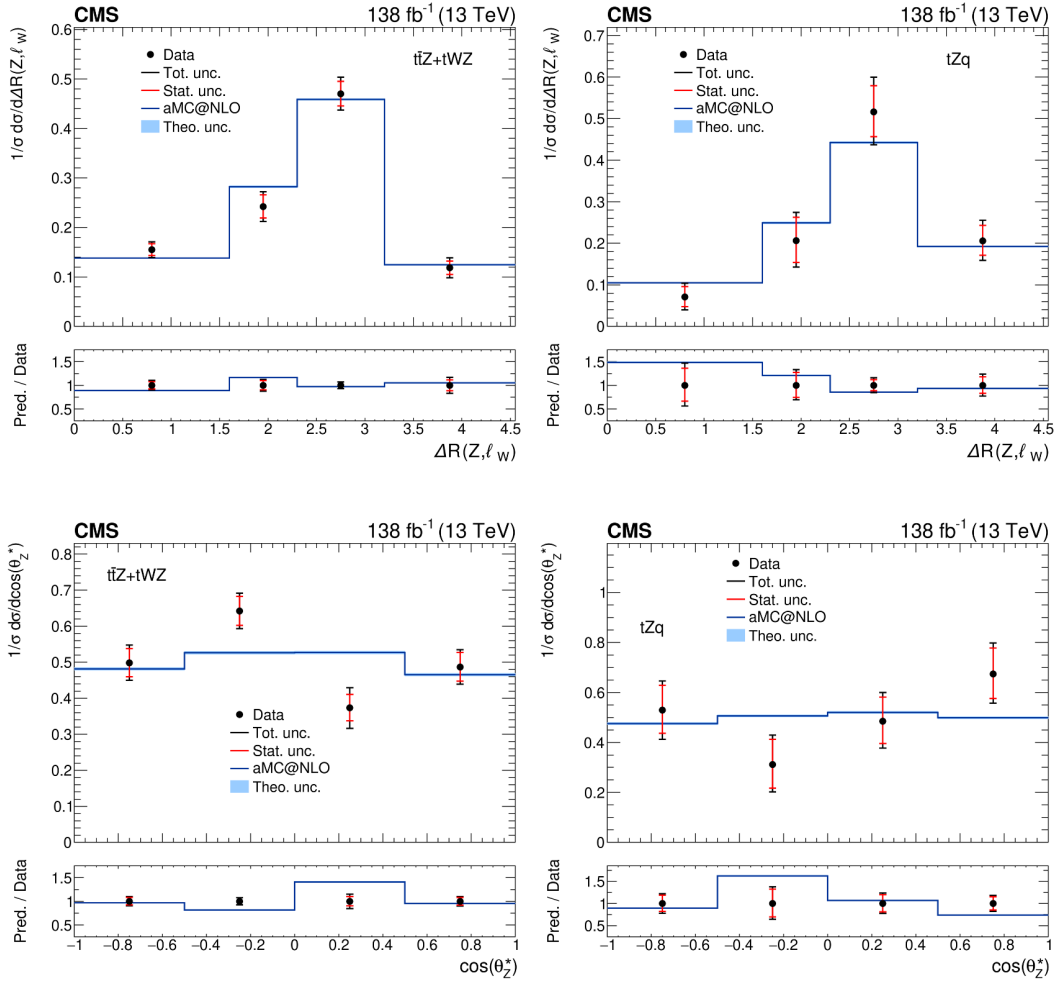 CMS 138 fb⁻¹ (13 TeV)
1/σ dσ/dΔR(Z,ℓ_W)
0.6
0.5
0.4
0.3
0.2
0.1
0
tt̄Z+tWZ
Data
Tot. unc.
Stat. unc.
aMC@NLO
Theo. unc.
Pred. / Data
1.5
1
0.5
0 0.5 1 1.5 2 2.5 3 3.5 4 4.5
ΔR(Z,ℓ_W)
CMS 138 fb⁻¹ (13 TeV)
1/σ dσ/dΔR(Z,ℓ_W)
0.7
0.6
0.5
0.4
0.3
0.2
0.1
0
tZq
Data
Tot. unc.
Stat. unc.
aMC@NLO
Theo. unc.
Pred. / Data
1.5
1
0.5
0 0.5 1 1.5 2 2.5 3 3.5 4 4.5
ΔR(Z,ℓ_W)
CMS 138 fb⁻¹ (13 TeV)
1/σ dσ/dcos(θ*_Z)
0.8
0.7
0.6
0.5
0.4
0.3
0.2
0.1
0
tt̄Z+tWZ
Data
Tot. unc.
Stat. unc.
aMC@NLO
Theo. unc.
Pred. / Data
1.5
1
0.5
−1 −0.8 −0.6 −0.4 −0.2 0 0.2 0.4 0.6 0.8 1
cos(θ*_Z)
CMS 138 fb⁻¹ (13 TeV)
1/σ dσ/dcos(θ*_Z)
1
0.8
0.6
0.4
0.2
0
tZq
Data
Tot. unc.
Stat. unc.
aMC@NLO
Theo. unc.
Pred. / Data
1.5
1
0.5
−1 −0.8 −0.6 −0.4 −0.2 0 0.2 0.4 0.6 0.8 1
cos(θ*_Z)